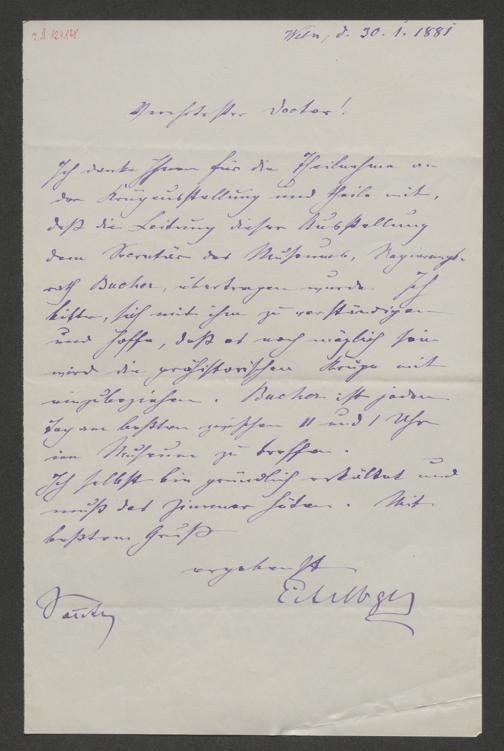 Wien, d. 30. 1. 1881
Verehrtester Doctor!
Ich danke Ihnen für die Theilnahme an
der Krugausstellung und theile mit,
daß die Leitung dieser Ausstellung
dem Secretär des Museums, Regierungs-
rath Bucher, übertragen wurde. Ich
bitte, sich mit ihm zu verständigen
und hoffe, daß es noch möglich sein
wird die prähistorischen Krüge mit
einzubeziehen. Bucher ist jeden
Tag am beßten zwischen 11 und 1 Uhr
im Museum zu treffen.
Ich selbst bin gründlich erkältet und
muß das Zimmer hüten. Mit
beßtem Gruß
ergebenst
Eitelbger